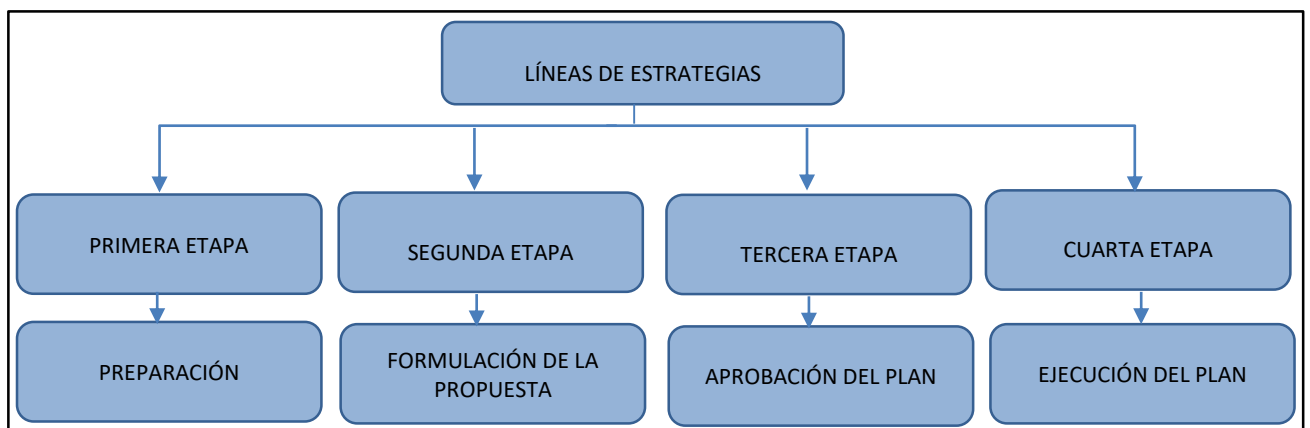 LÍNEAS DE ESTRATEGIAS
PRIMERA ETAPA
SEGUNDA ETAPA
TERCERA ETAPA
CUARTA ETAPA
PREPARACIÓN
FORMULACIÓN DE LA
PROPUESTA
APROBACIÓN DEL PLAN
EJECUCIÓN DEL PLAN